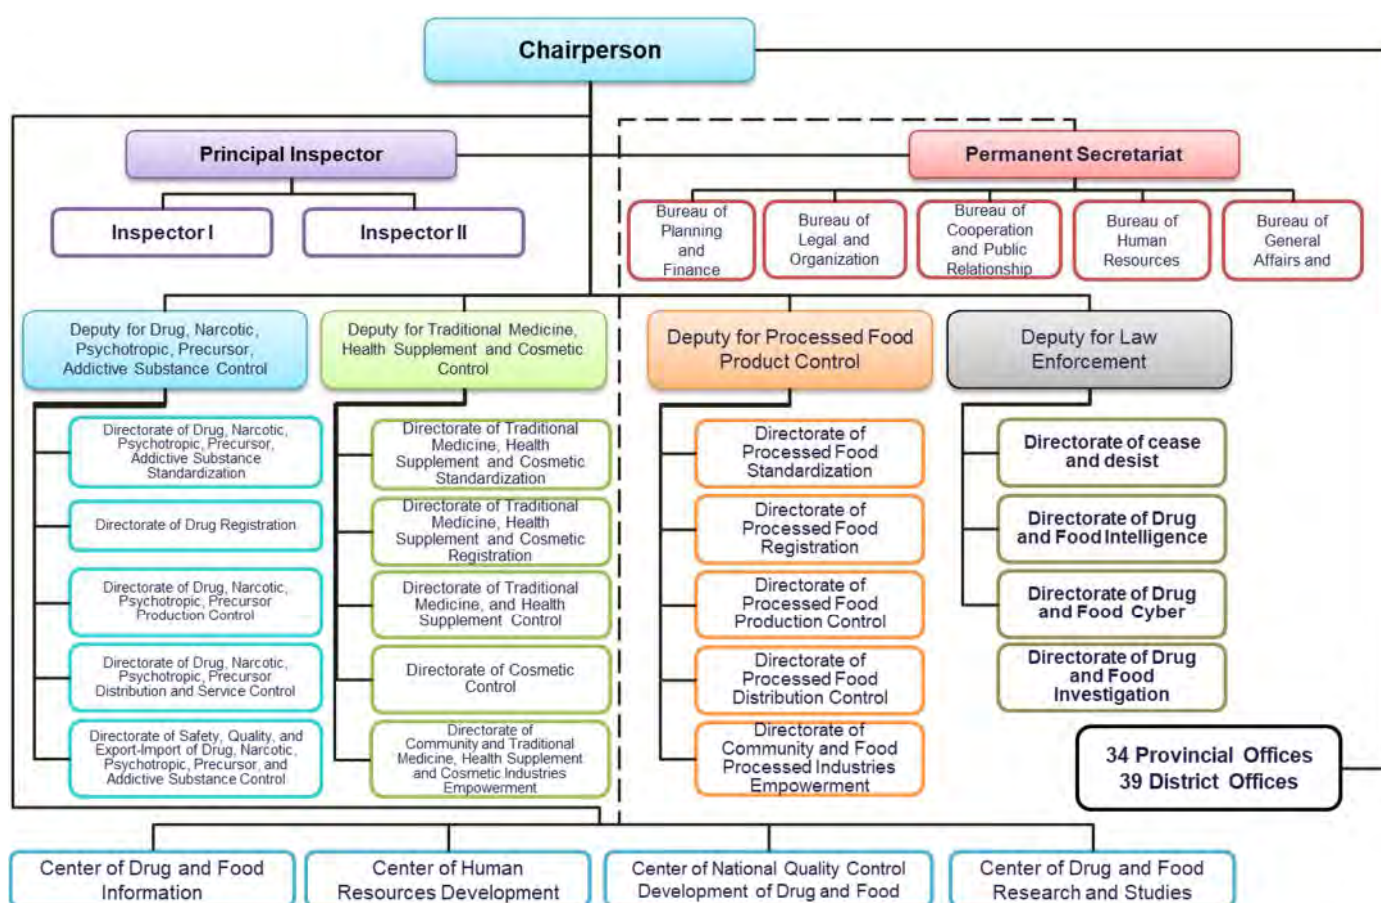 Chairperson
Principal Inspector
Permanent Secretariat
Inspector I
Inspector II
Bureau of
Planning
and
Finance
Bureau of
Legal and
Organization
Bureau of
Cooperation
and Public
Relationship
Bureau of
Human
Resources
Bureau of
General
Affairs and
Deputy for Drug, Narcotic,
Psychotropic, Precursor,
Addictive Substance Control
Deputy for Traditional Medicine,
Health Supplement and Cosmetic
Control
Deputy for Processed Food
Product Control
Deputy for Law
Enforcement
Directorate of Drug, Narcotic,
Psychotropic, Precursor,
Addictive Substance
Standardization
Directorate of Drug Registration
Directorate of Drug, Narcotic,
Psychotropic, Precursor
Production Control
Directorate of Drug, Narcotic,
Psychotropic, Precursor
Distribution and Service Control
Directorate of Safety, Quality, and
Export-Import of Drug, Narcotic,
Psychotropic, Precursor, and
Addictive Substance Control
Directorate of Traditional
Medicine, Health
Supplement and Cosmetic
Standardization
Directorate of Traditional
Medicine, Health
Supplement and Cosmetic
Registration
Directorate of Traditional
Medicine, and Health
Supplement Control
Directorate of Cosmetic
Control
Directorate of
Community and Traditional
Medicine, Health Supplement
and Cosmetic Industries
Empowerment
Directorate of
Processed Food
Standardization
Directorate of
Processed Food
Registration
Directorate of
Processed Food
Production Control
Directorate of
Processed Food
Distribution Control
Directorate of
Community and Food
Processed Industries
Empowerment
Directorate of cease
and desist
Directorate of Drug
and Food Intelligence
Directorate of Drug
and Food Cyber
Directorate of Drug
and Food
Investigation
34 Provincial Offices
39 District Offices
Center of Drug and Food
Information
Center of Human
Resources Development
Center of National Quality Control
Development of Drug and Food
Center of Drug and Food
Research and Studies